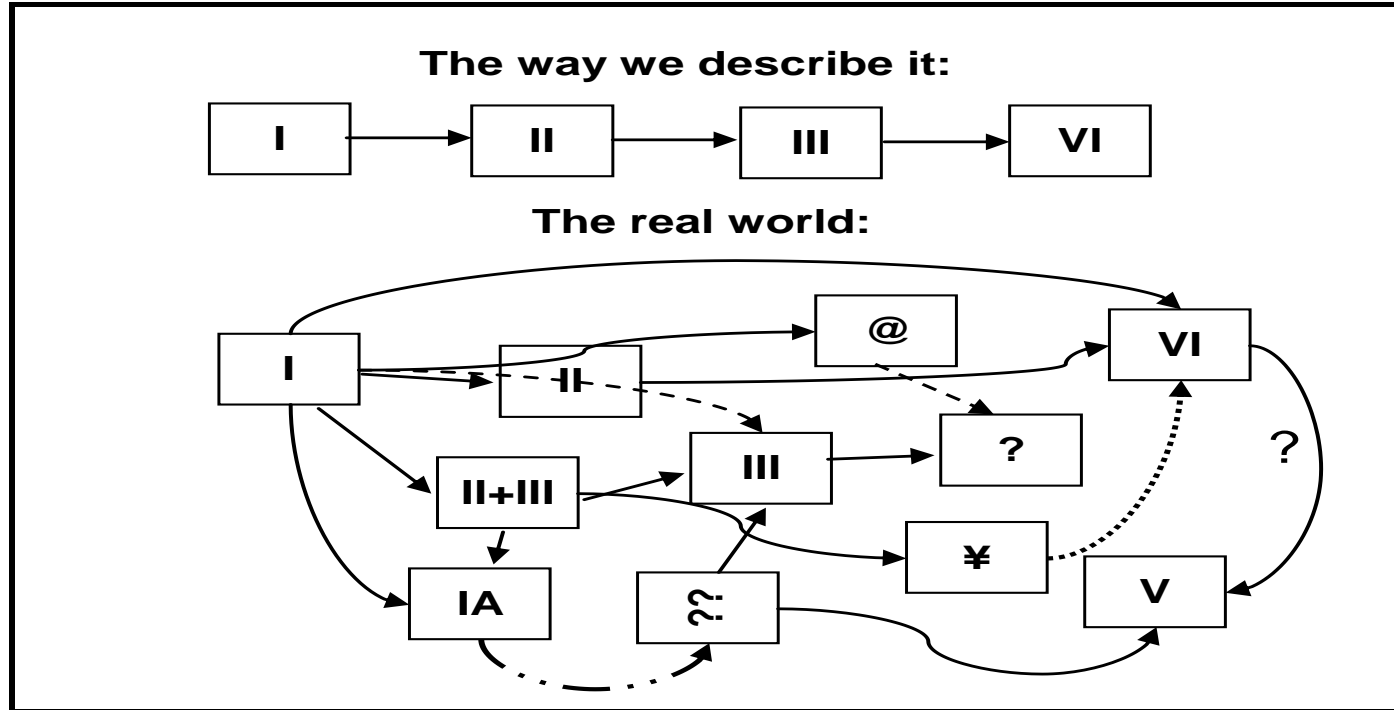 The way we describe it:
I II III VI
The real world:
@
VI
I
II
?
III
?
II+III
¥
V
IA
??